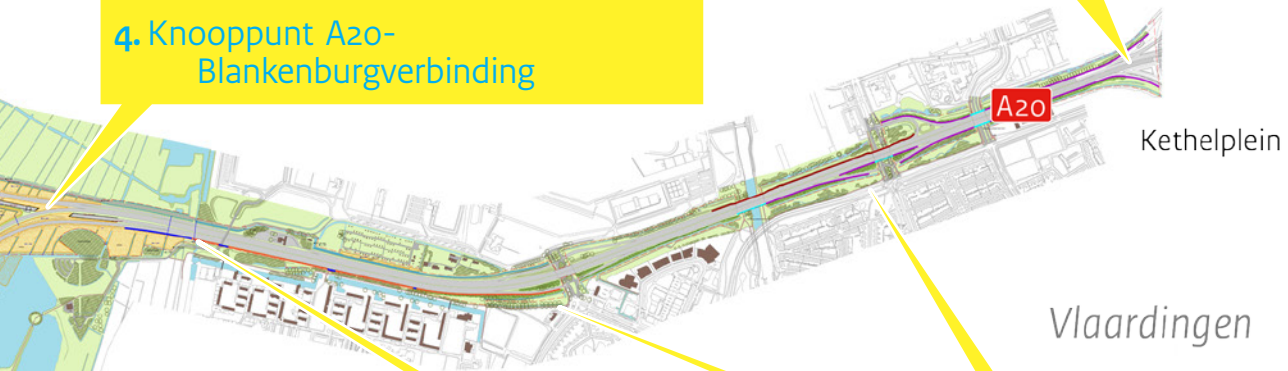 4. Knooppunt A20-
Blankenburgverbinding
A20
Kethelplein
Vlaardingen